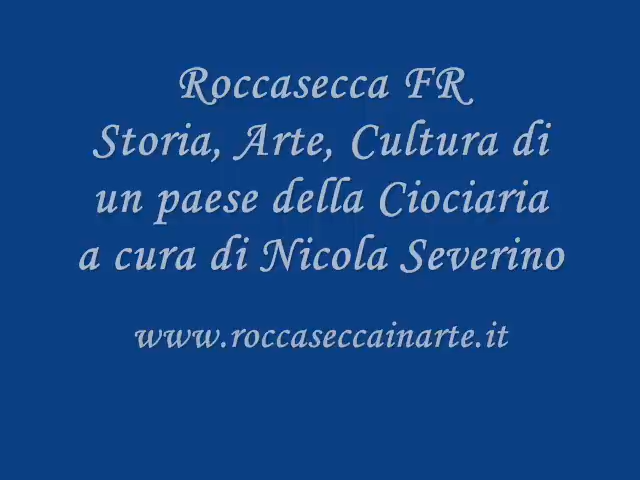 Roccasecca FR
Storia, Arte, Cultura di
un paese della Ciociaria
a cura di Nicola Severino
www.roccaseccainarte.it